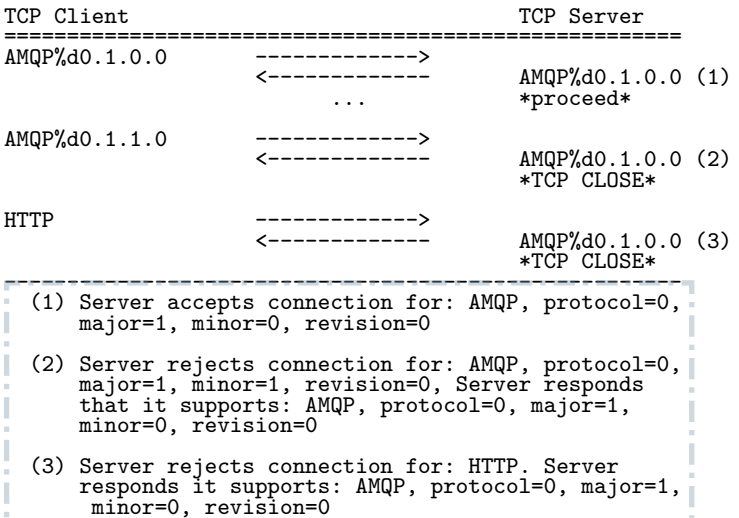 TCP Client                                TCP Server
======================================================
AMQP%d0.1.0.0       ------------->
                    <-------------       AMQP%d0.1.0.0 (1)
                          ...            *proceed*
AMQP%d0.1.1.0       ------------->
                    <-------------       AMQP%d0.1.0.0 (2)
                                         *TCP CLOSE*
HTTP                ------------->
                    <-------------       AMQP%d0.1.0.0 (3)
                                         *TCP CLOSE*
------------------------------------------------------
(1) Server accepts connection for: AMQP, protocol=0,
major=1, minor=0, revision=0
(2) Server rejects connection for: AMQP, protocol=0,
major=1, minor=1, revision=0, Server responds
that it supports: AMQP, protocol=0, major=1,
minor=0, revision=0
(3) Server rejects connection for: HTTP. Server
responds it supports: AMQP, protocol=0, major=1,
minor=0, revision=0